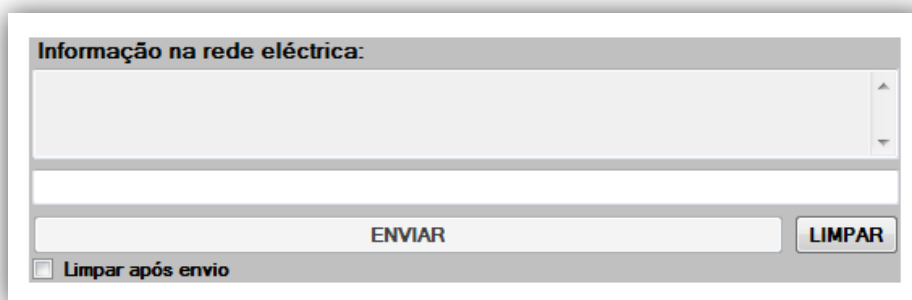 Informação na rede eléctrica:
ENVIAR
LIMPAR
Limpar após envio